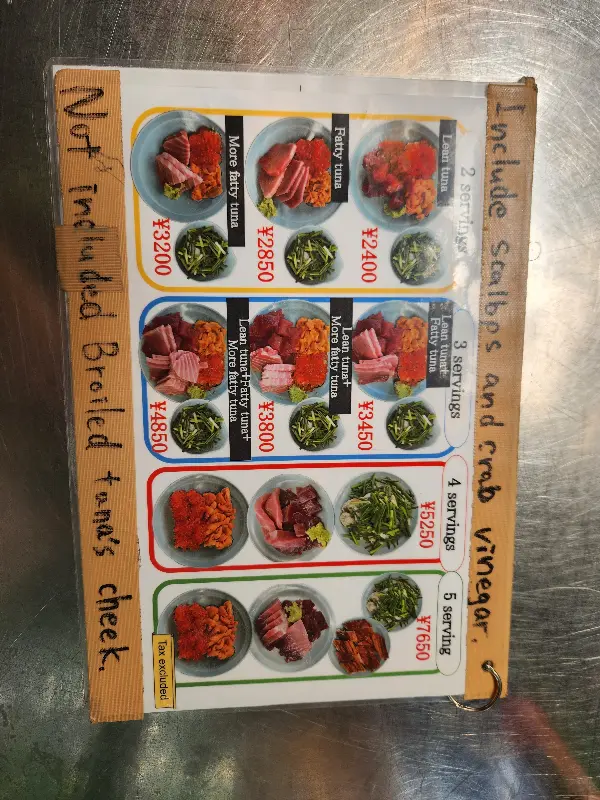 Include Scallops and crab vinegar.
2 servings
Lean tuna
¥2400
Fatty tuna
¥2850
More fatty tuna
¥3200
3 servings
Lean tuna+
Fatty tuna
¥3450
Lean tuna+
More fatty tuna
¥3800
Lean tuna+Fatty tuna+
More fatty tuna
¥4850
4 servings
¥5250
5 serving
¥7650
Tax excluded
Not included Broiled tuna's cheek.